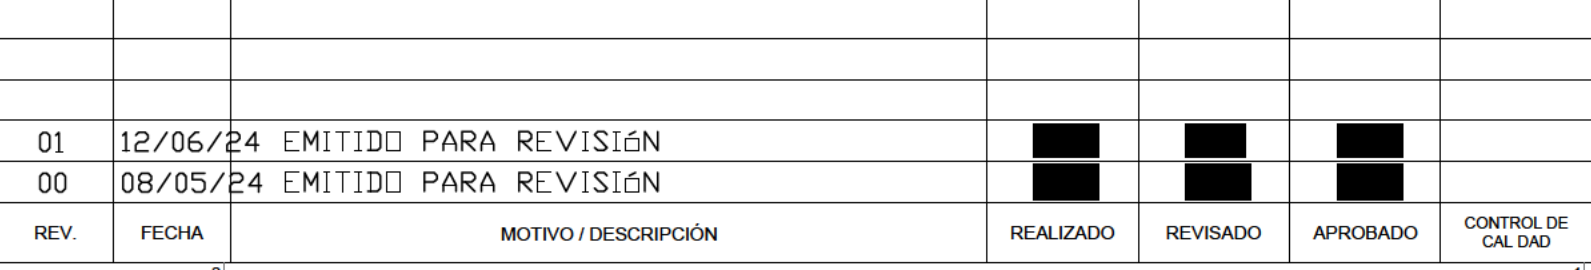 01 12/06/24 EMITIDO PARA REVISIóN
00 08/05/24 EMITIDO PARA REVISIóN
REV. FECHA MOTIVO / DESCRIPCIÓN REALIZADO REVISADO APROBADO CONTROL DE
CAL DAD